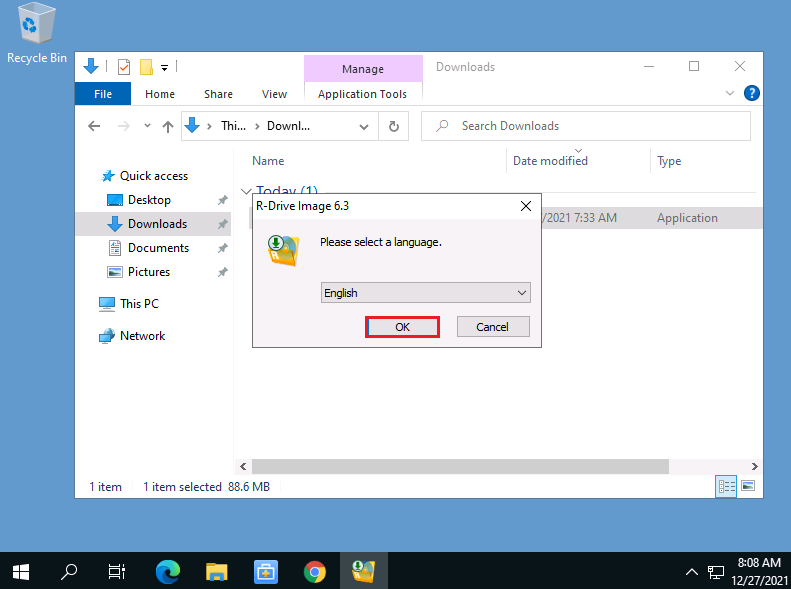 Recycle Bin
Manage
Downloads
File
Home
Share
View
Application Tools
Thi...
Downl...
Search Downloads
Name
Date modified
Type
Quick access
Desktop
Downloads
Documents
Pictures
This PC
Network
Today (1)
/2021 7:33 AM
Application
R-Drive Image 6.3
Please select a language.
English
OK
Cancel
1 item
1 item selected
88.6 MB
8:08 AM
12/27/2021